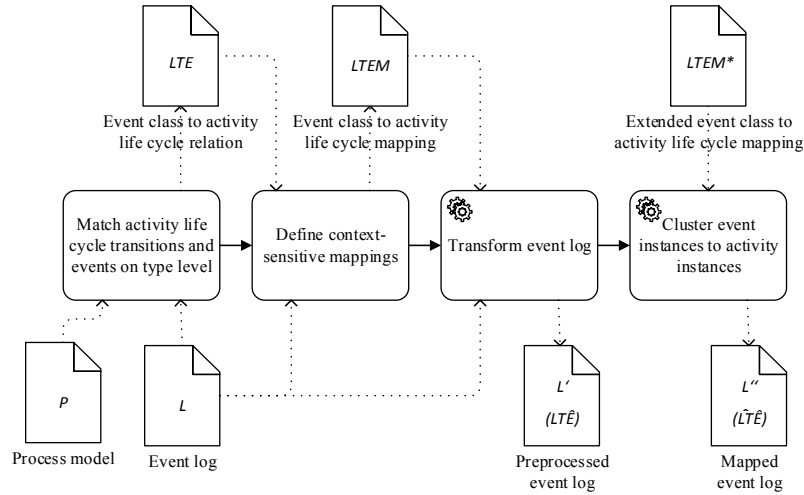 LTE
LTEM
LTEM*
Event class to activity
life cycle relation
Event class to activity
life cycle mapping
Extended event class to
activity life cycle mapping
Match activity life
cycle transitions and
events on type level
Define context-
sensitive mappings
Transform event log
Cluster event
instances to activity
instances
P
L
L‘
(LTÊ)
L‘‘
(L̂TÊ)
Process model
Event log
Preprocessed
event log
Mapped
event log